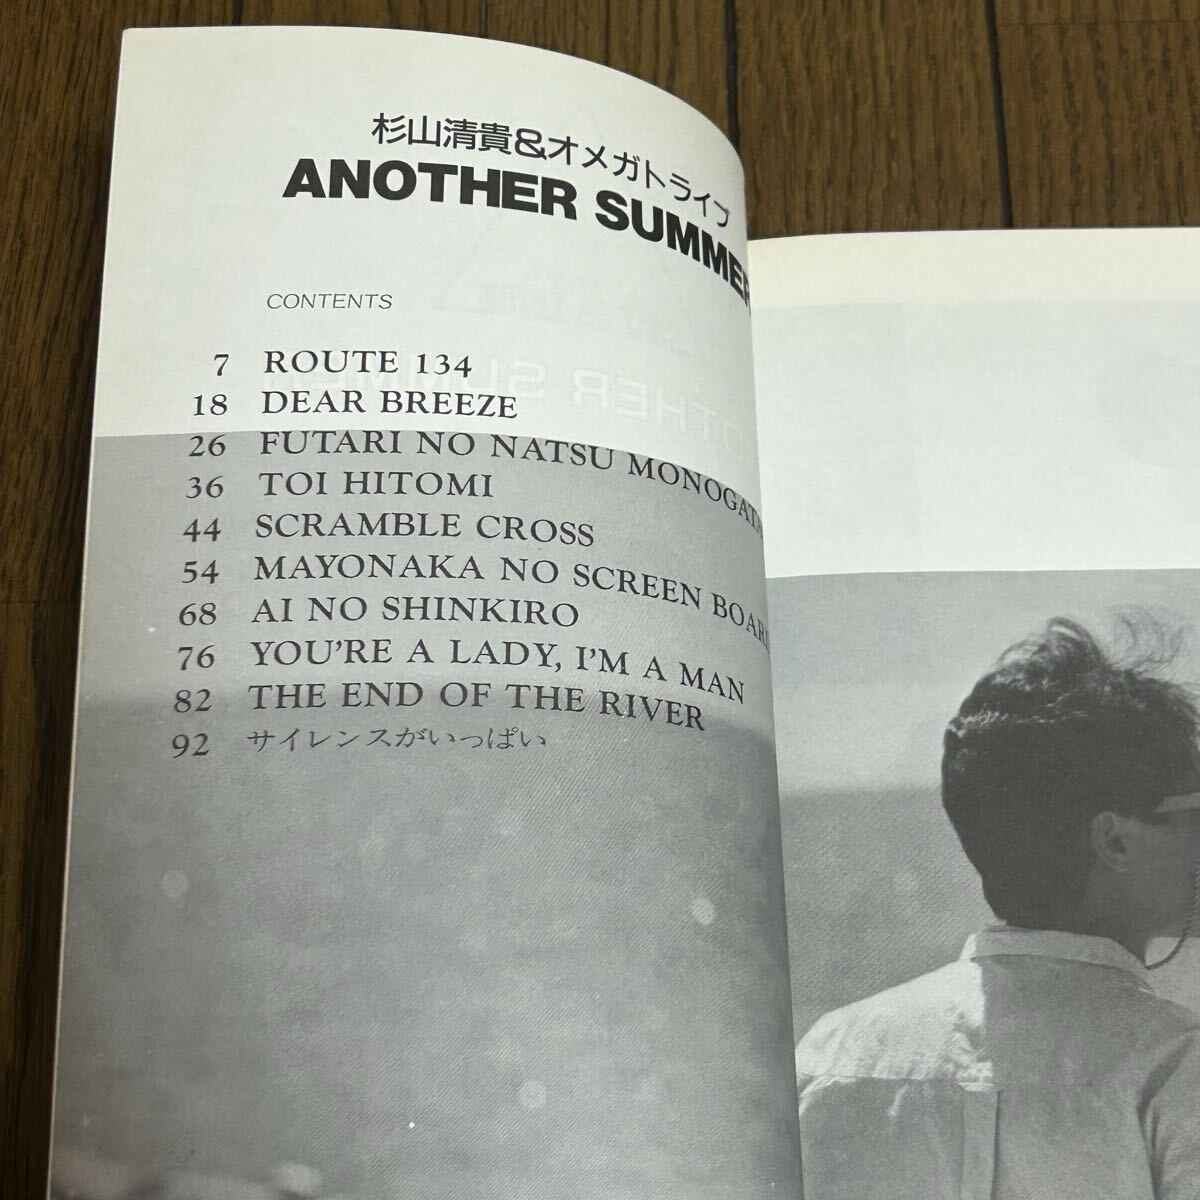 杉山清貴&オメガトライブ
ANOTHER SUMMER
CONTENTS
7 ROUTE 134
18 DEAR BREEZE
26 FUTARI NO NATSU
36 TOI HITOMI
44 SCRAMBLE CROSS
54 MAYONAKA NO SCREEN
68 AI NO SHINKIRO
76 YOU'RE A LADY, I'M A MAN
82 THE END OF THE RIVER
92 サイレンスがいっぱい